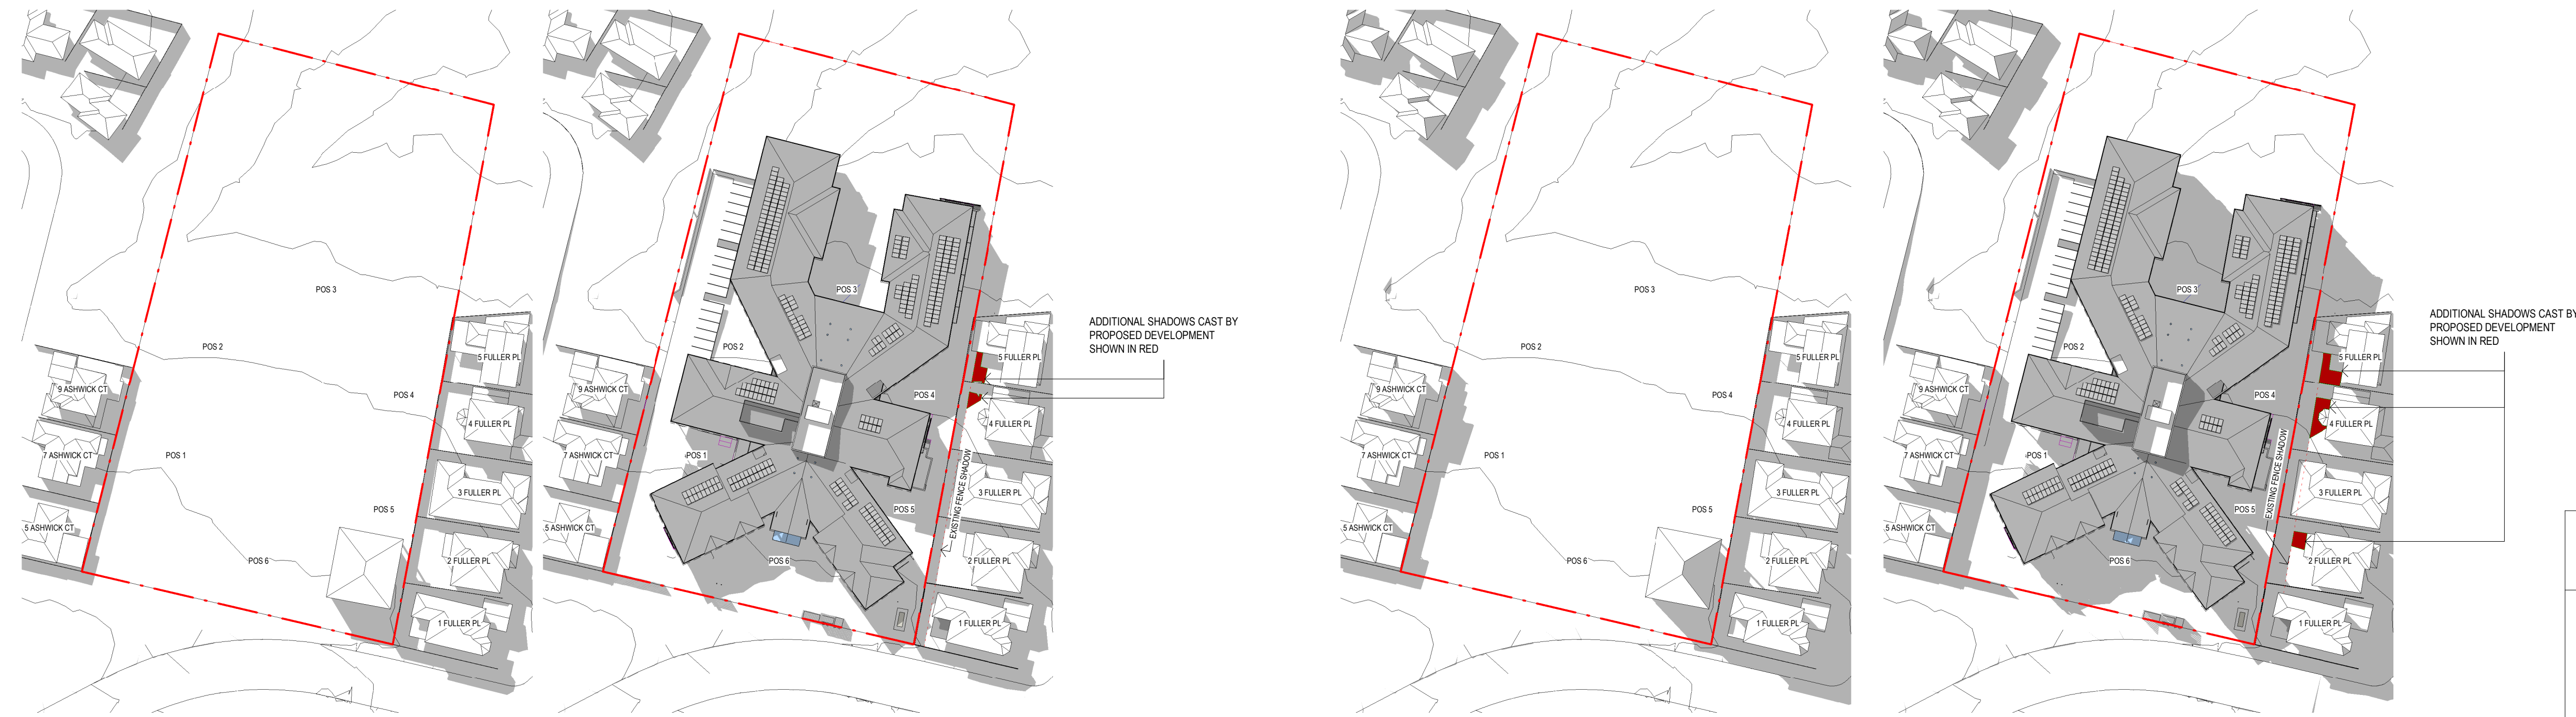 POS 3
POS 2
5 FULLER PL
9 ASHWICK CT
POS 4
4 FULLER PL
7 ASHWICK CT
POS 1
3 FULLER PL
POS 5
5 ASHWICK CT
POS 6
2 FULLER PL
1 FULLER PL
POS 3
ADDITIONAL SHADOWS CAST BY
PROPOSED DEVELOPMENT
SHOWN IN RED
POS 2
5 FULLER PL
9 ASHWICK CT
POS 4
4 FULLER PL
7 ASHWICK CT
POS 1
EXISTING FENCE SHADOW
3 FULLER PL
POS 5
5 ASHWICK CT
POS 6
2 FULLER PL
1 FULLER PL
POS 3
POS 2
5 FULLER PL
9 ASHWICK CT
POS 4
4 FULLER PL
7 ASHWICK CT
POS 1
3 FULLER PL
POS 5
5 ASHWICK CT
POS 6
2 FULLER PL
1 FULLER PL
POS 3
ADDITIONAL SHADOWS CAST BY
PROPOSED DEVELOPMENT
SHOWN IN RED
POS 2
5 FULLER PL
9 ASHWICK CT
POS 4
4 FULLER PL
7 ASHWICK CT
POS 1
EXISTING FENCE SHADOW
3 FULLER PL
POS 5
5 ASHWICK CT
POS 6
2 FULLER PL
1 FULLER PL